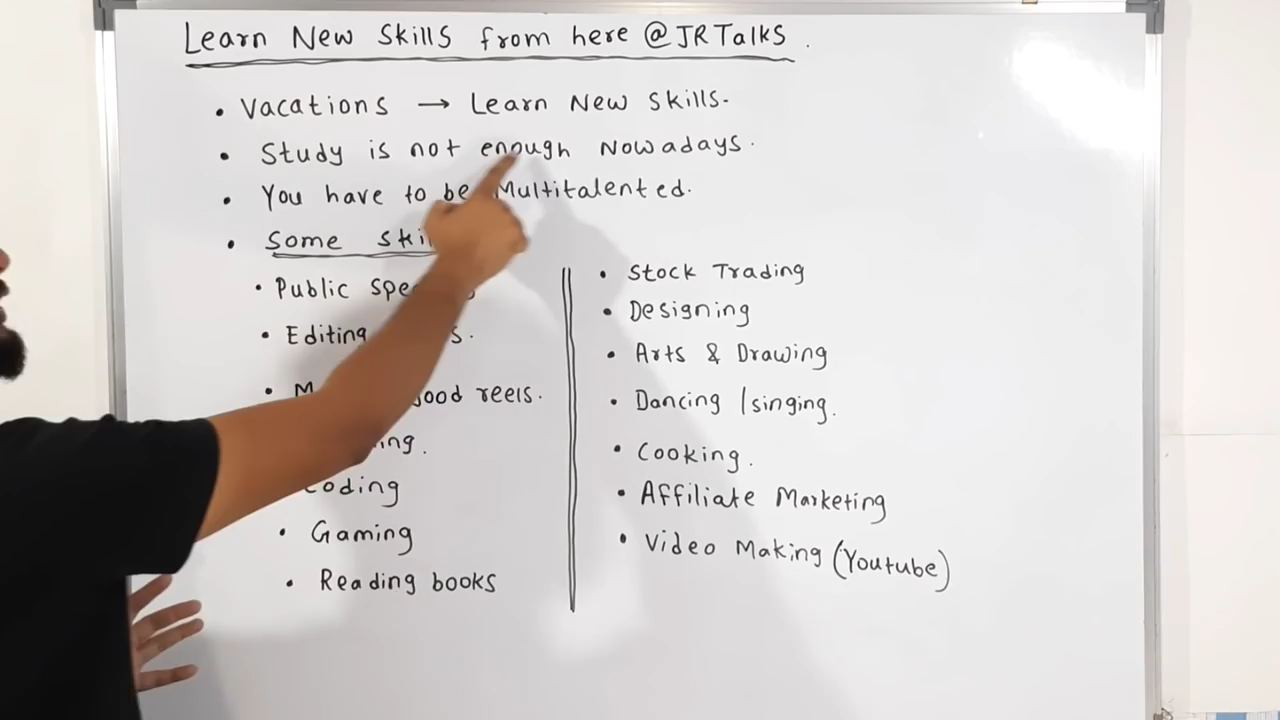 Learn New Skills from here @JRTalks.
• Vacations → Learn New Skills.
• Study is not enough Nowadays.
• You have to be Multitalented.
• Some
• Public
• Editing
good reels.
• Coding
• Gaming
• Reading books
• Stock Trading
• Designing
• Arts & Drawing
• Dancing /singing.
• Cooking.
• Affiliate Marketing
• Video Making (Youtube)